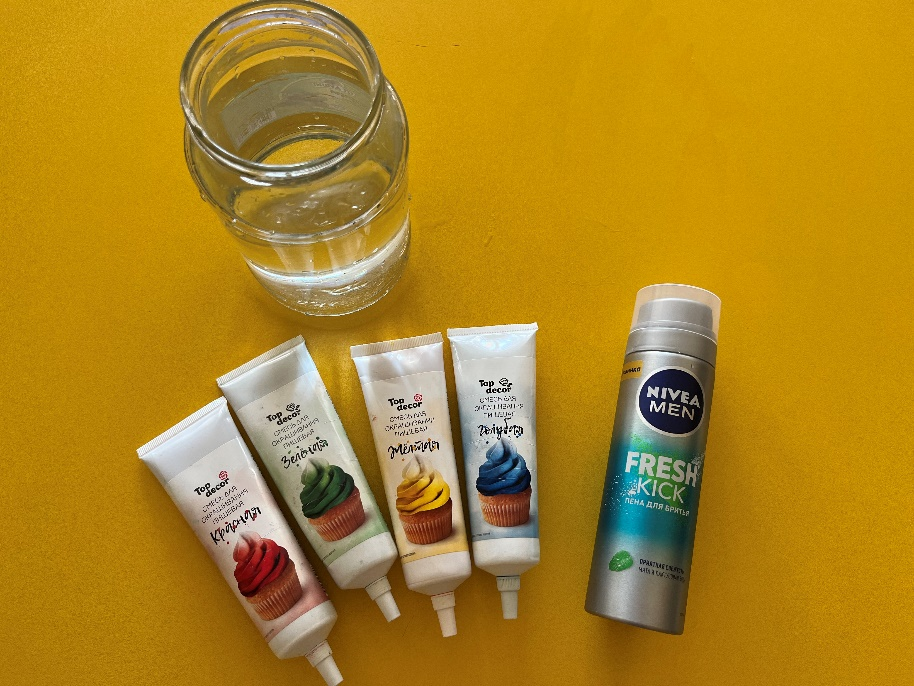 Top
decor
СМЕСЬ ДЛЯ
ОКРАШИВАНИЯ
ПИЩЕВАЯ
Красная
Top
decor
СМЕСЬ ДЛЯ
ОКРАШИВАНИЯ
ПИЩЕВАЯ
Зелёная
Top
decor
СМЕСЬ ДЛЯ
ОКРАШИВАНИЯ
ПИЩЕВАЯ
Жёлтая
Top
decor
СМЕСЬ ДЛЯ
ОКРАШИВАНИЯ
ПИЩЕВАЯ
Голубая
NIVEA
MEN
FRESH
KICK
ПЕНА ДЛЯ БРИТЬЯ